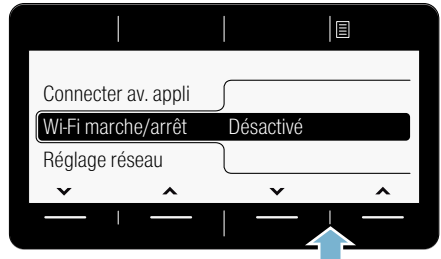 Connecter av. appli
Wi-Fi marche/arrêt Désactivé
Réglage réseau